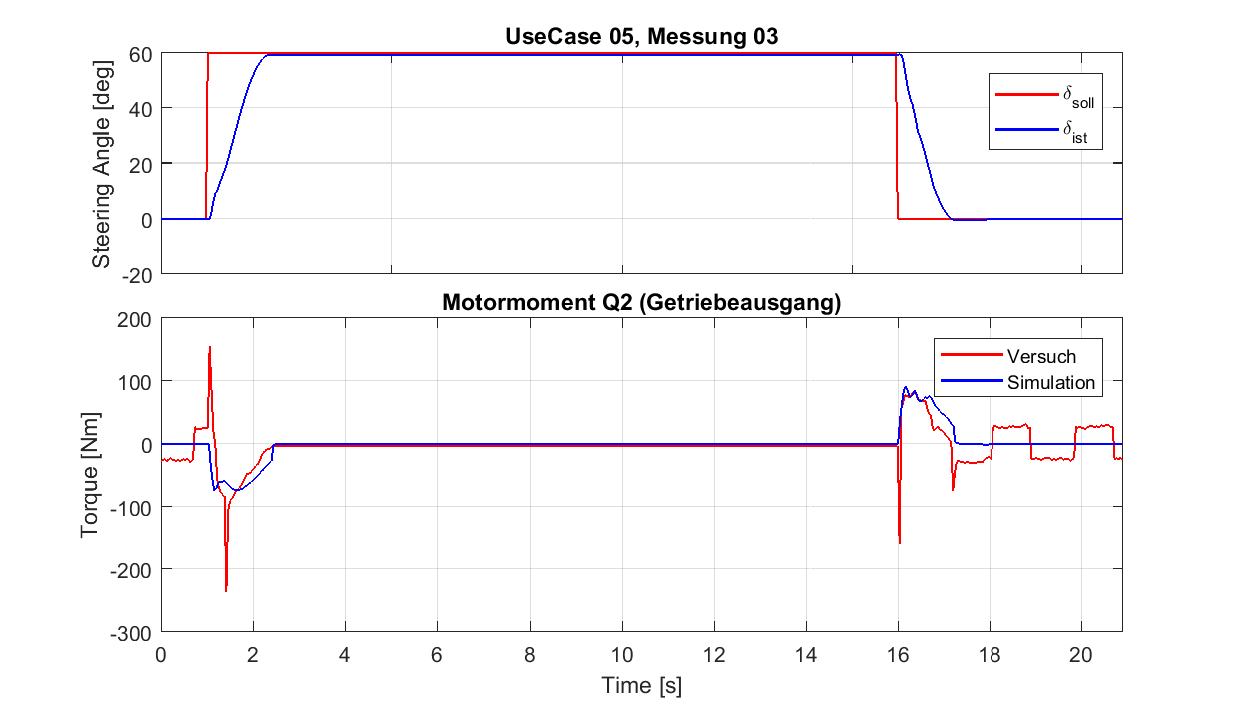 UseCase 05, Messung 03
Steering Angle [deg]
60
40
20
0
-20
δsoll
δist
Motormoment Q2 (Getriebeausgang)
Torque [Nm]
200
100
0
-100
-200
-300
Versuch
Simulation
0 2 4 6 8 10 12 14 16 18 20
Time [s]